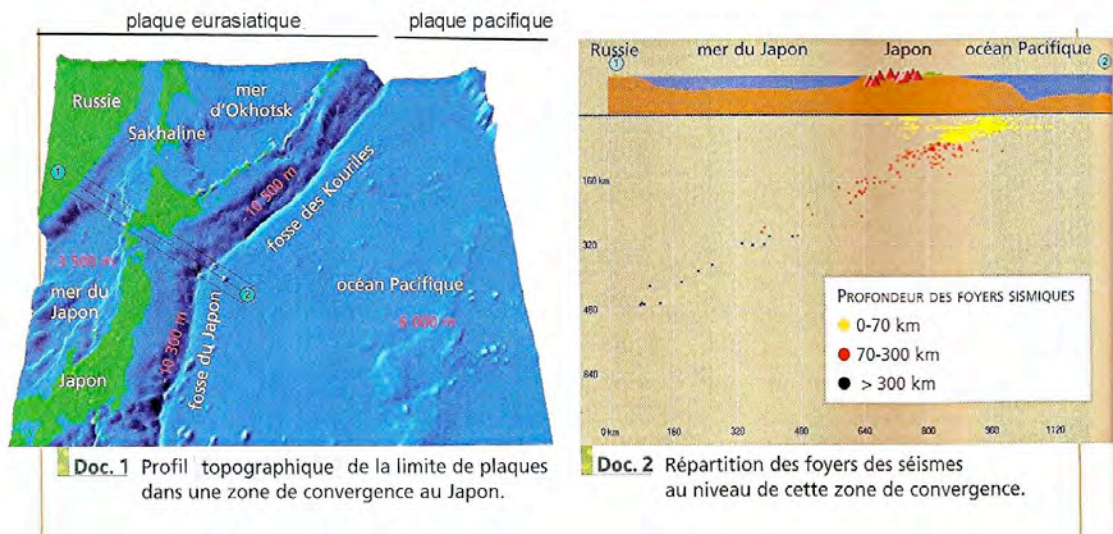 plaque eurasiatique
plaque pacifique
Russie
mer
d'Okhotsk
Sakhaline
1
-10 500 m
fosse des Kouriles
- 3 500 m
mer du
Japon
2
océan Pacifique
- 6 000 m
- 10 300 m
fosse du Japon
Japon
Doc. 1 Profil topographique de la limite de plaques
dans une zone de convergence au Japon.
Russie mer du Japon Japon océan Pacifique
1
2
160 km
320
480
640
0 km 160 320 480 640 800 960 1120
PROFONDEUR DES FOYERS SISMIQUES
0-70 km
70-300 km
> 300 km
Doc. 2 Répartition des foyers des séismes
au niveau de cette zone de convergence.